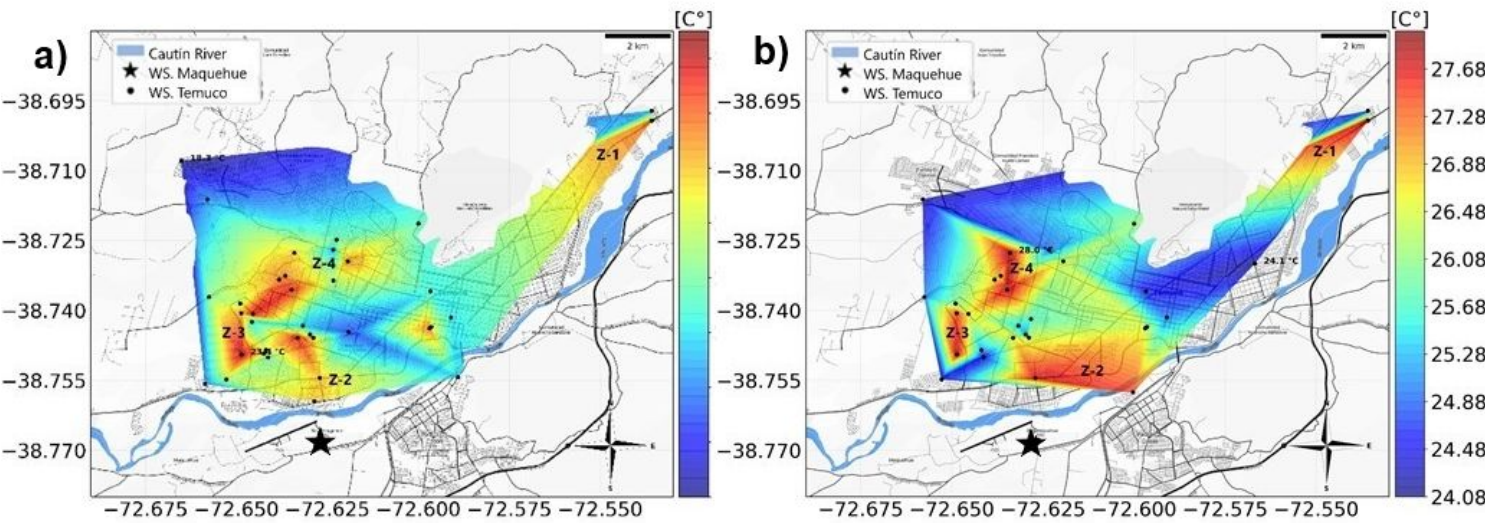 [C°]
[C°]
a)
Cautín River
WS. Maquehue
WS. Temuco
2 km
b)
Cautín River
WS. Maquehue
WS. Temuco
2 km
−38.695
−38.710
−38.725
−38.740
−38.755
−38.770
18.3 °C
Z-1
Z-4
Z-3
Z-2
E
S
−72.675 −72.650 −72.625 −72.600 −72.575 −72.550
−38.695
−38.710
−38.725
−38.740
−38.755
−38.770
Z-1
28.0 °C
24.1 °C
Z-4
Z-3
Z-2
E
S
−72.675 −72.650 −72.625 −72.600 −72.575 −72.550
27.68
27.28
26.88
26.48
26.08
25.68
25.28
24.88
24.48
24.08